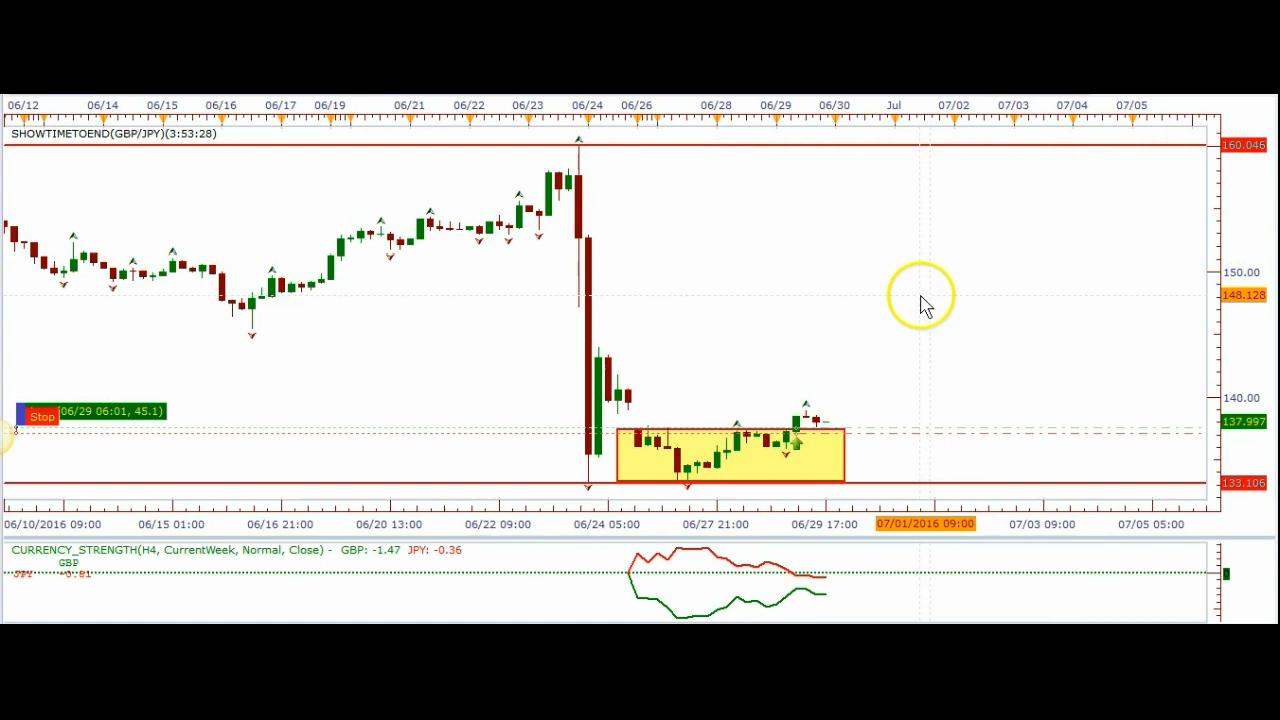 06/12 06/14 06/15 06/16 06/17 06/19 06/21 06/22 06/23 06/24 06/26 06/28 06/29 06/30 Jul 07/02 07/03 07/04 07/05
SHOWTIMETOEND(GBP/JPY)(3:53:28)
160.046
150.00
148.128
140.00
06/29 06:01, 45.1)
Stop
137.997
133.106
06/10/2016 09:00 06/15 01:00 06/16 21:00 06/20 13:00 06/22 09:00 06/24 05:00 06/27 21:00 06/29 17:00 07/01/2016 09:00 07/03 09:00 07/05 05:00
CURRENCY_STRENGTH(H4, CurrentWeek, Normal, Close) - GBP: -1.47 JPY: -0.36
GBP
JPY
0